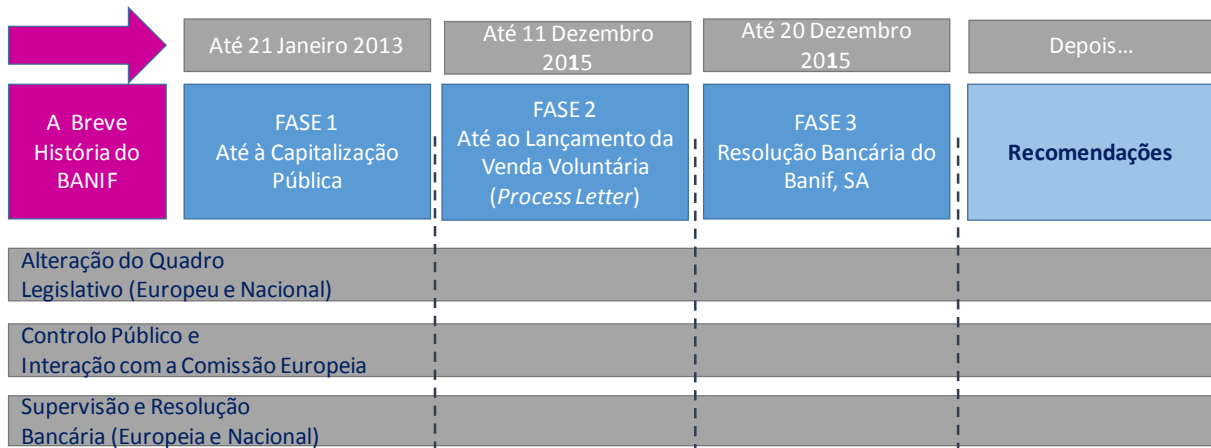 Até 21 Janeiro 2013
Até 11 Dezembro
2015
Até 20 Dezembro
2015
Depois...
A Breve
História do
BANIF
FASE 1
Até à Capitalização
Pública
FASE 2
Até ao Lançamento da
Venda Voluntária
(Process Letter)
FASE 3
Resolução Bancária do
Banif, SA
Recomendações
Alteração do Quadro
Legislativo (Europeu e Nacional)
Controlo Público e
Interação com a Comissão Europeia
Supervisão e Resolução
Bancária (Europeia e Nacional)